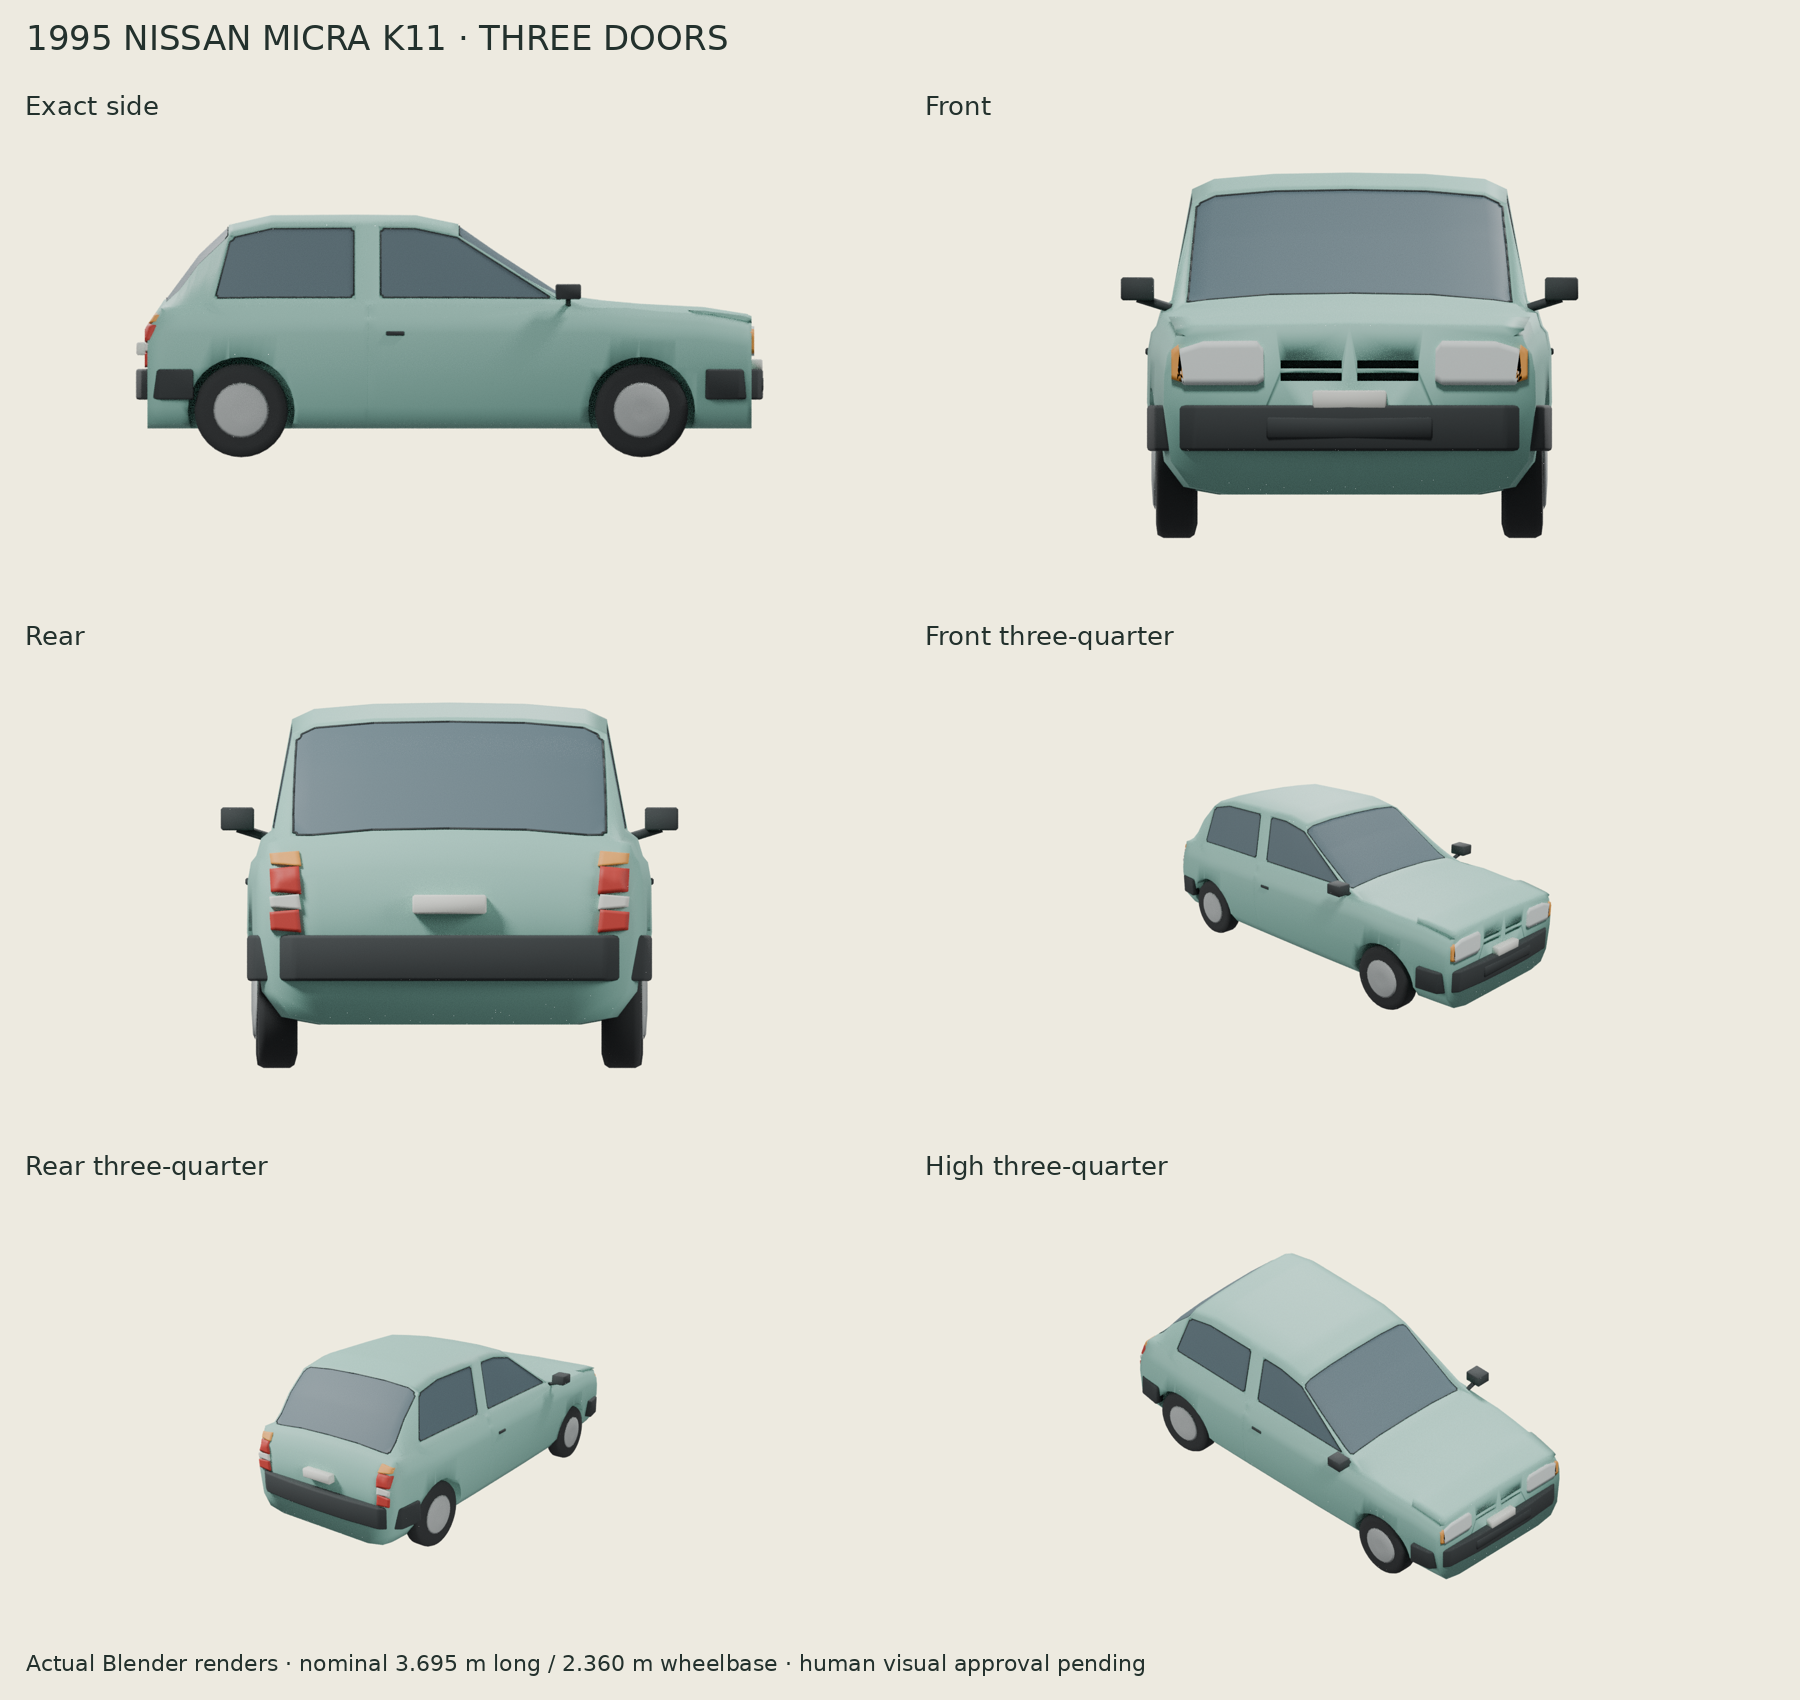 1995 NISSAN MICRA K11 · THREE DOORS
Exact side
Front
Rear
Front three-quarter
Rear three-quarter
High three-quarter
Actual Blender renders · nominal 3.695 m long / 2.360 m wheelbase · human visual approval pending